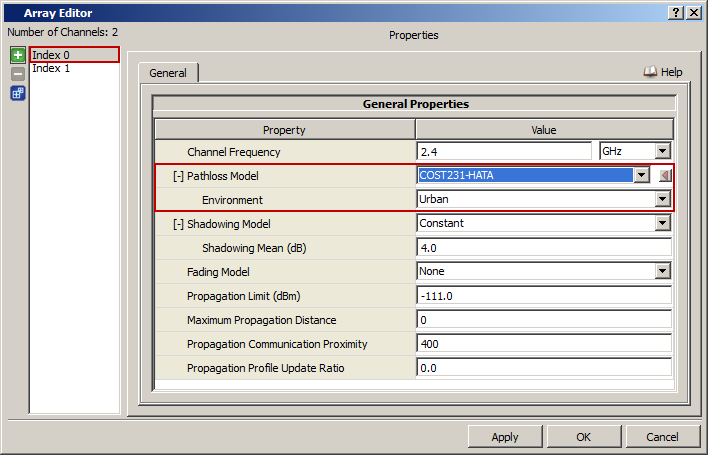 Array Editor
Number of Channels: 2
Properties
Index 0
Index 1
General
Help
General Properties
Property Value
Channel Frequency 2.4 GHz
[-] Pathloss Model COST231-HATA
Environment Urban
[-] Shadowing Model Constant
Shadowing Mean (dB) 4.0
Fading Model None
Propagation Limit (dBm) -111.0
Maximum Propagation Distance 0
Propagation Communication Proximity 400
Propagation Profile Update Ratio 0.0
Apply OK Cancel